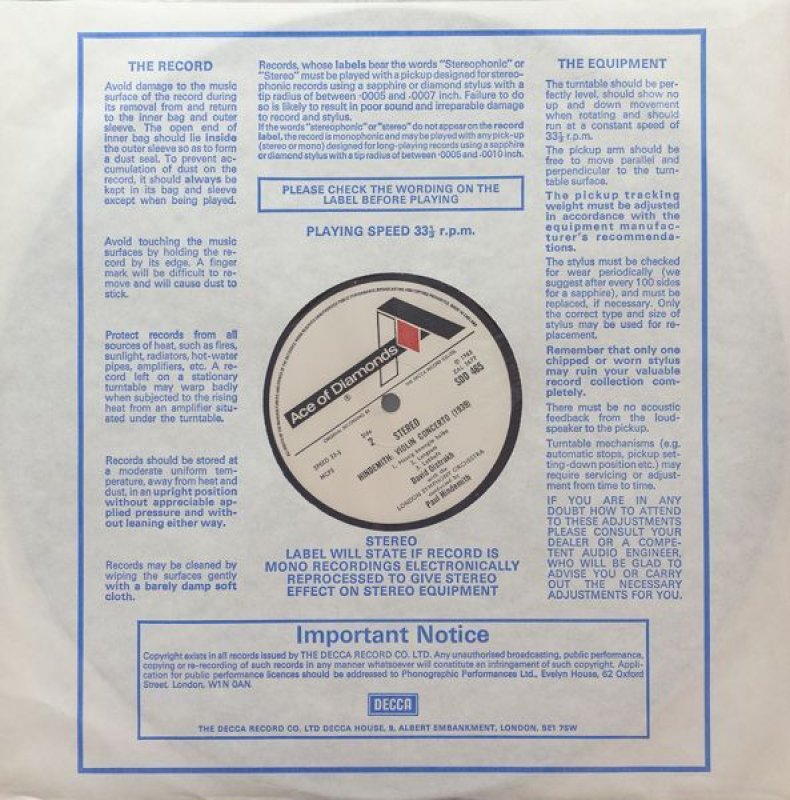 THE RECORD
Avoid damage to the music
surface of the record during
its removal from and return
to the inner bag and outer
sleeve. The open end of
inner bag should lie inside
the outer sleeve so as to form
a dust seal. To prevent ac-
cumulation of dust on the
record, it should always be
kept in its bag and sleeve
except when being played.
Avoid touching the music
surfaces by holding the re-
cord by its edge. A finger
mark will be difficult to re-
move and will cause dust to
stick.
Protect records from all
sources of heat, such as fires,
sunlight, radiators, hot-water
pipes, amplifiers, etc. A re-
cord left on a stationary
turntable may warp badly
when subjected to the rising
heat from an amplifier situ-
ated under the turntable.
Records should be stored at
a moderate uniform tem-
perature, away from heat and
dust, in an upright position
without appreciable ap-
plied pressure and with-
out leaning either way.
Records may be cleaned by
wiping the surfaces gently
with a barely damp soft
cloth.
Records, whose labels bear the words "Stereophonic" or
"Stereo" must be played with a pickup designed for stereo-
phonic records using a sapphire or diamond stylus with a
tip radius of between ·0005 and ·0007 inch. Failure to do
so is likely to result in poor sound and irreparable damage
to record and stylus.
If the words "stereophonic" or "stereo" do not appear on the record
label, the record is monophonic and may be played with any pick-up
(stereo or mono) designed for long-playing records using a sapphire
or diamond stylus with a tip radius of between ·0005 and ·0010 inch.
PLEASE CHECK THE WORDING ON THE
LABEL BEFORE PLAYING
PLAYING SPEED 33⅓ r.p.m.
Ace of Diamonds
®
ORIGINAL RECORDING BY
THE DECCA RECORD CO. LTD.
℗ 1963
ZAL 5677
SDD 465
SPEED 33⅓
MCPS
Side
2
STEREO
HINDEMITH: VIOLIN CONCERTO (1939)
1. Mässig bewegte halbe
2. Langsam
3. Lebhaft
David Oistrakh
with the
LONDON SYMPHONY ORCHESTRA
conducted by
Paul Hindemith
STEREO
LABEL WILL STATE IF RECORD IS
MONO RECORDINGS ELECTRONICALLY
REPROCESSED TO GIVE STEREO
EFFECT ON STEREO EQUIPMENT
THE EQUIPMENT
The turntable should be per-
fectly level, should show no
up and down movement
when rotating and should
run at a constant speed of
33⅓ r.p.m.
The pickup arm should be
free to move parallel and
perpendicular to the turn-
table surface.
The pickup tracking
weight must be adjusted
in accordance with the
equipment manufac-
turer's recommenda-
tions.
The stylus must be checked
for wear periodically (we
suggest after every 100 sides
for a sapphire), and must be
replaced, if necessary. Only
the correct type and size of
stylus may be used for re-
placement.
Remember that only one
chipped or worn stylus
may ruin your valuable
record collection com-
pletely.
There must be no acoustic
feedback from the loud-
speaker to the pickup.
Turntable mechanisms (e.g.
automatic stops, pickup set-
ting-down position etc.) may
require servicing or adjust-
ment from time to time.
IF YOU ARE IN ANY
DOUBT HOW TO ATTEND
TO THESE ADJUSTMENTS
PLEASE CONSULT YOUR
DEALER OR A COMPE-
TENT AUDIO ENGINEER,
WHO WILL BE GLAD TO
ADVISE YOU OR CARRY
OUT THE NECESSARY
ADJUSTMENTS FOR YOU.
Important Notice
Copyright exists in all records issued by THE DECCA RECORD CO. LTD. Any unauthorised broadcasting, public performance,
copying or re-recording of such records in any manner whatsoever will constitute an infringement of such copyright. Appli-
cation for public performance licences should be addressed to Phonographic Performances Ltd., Evelyn House, 62 Oxford
Street, London, W1N 0AN.
DECCA
THE DECCA RECORD CO. LTD DECCA HOUSE, 9, ALBERT EMBANKMENT, LONDON, SE1 7SW